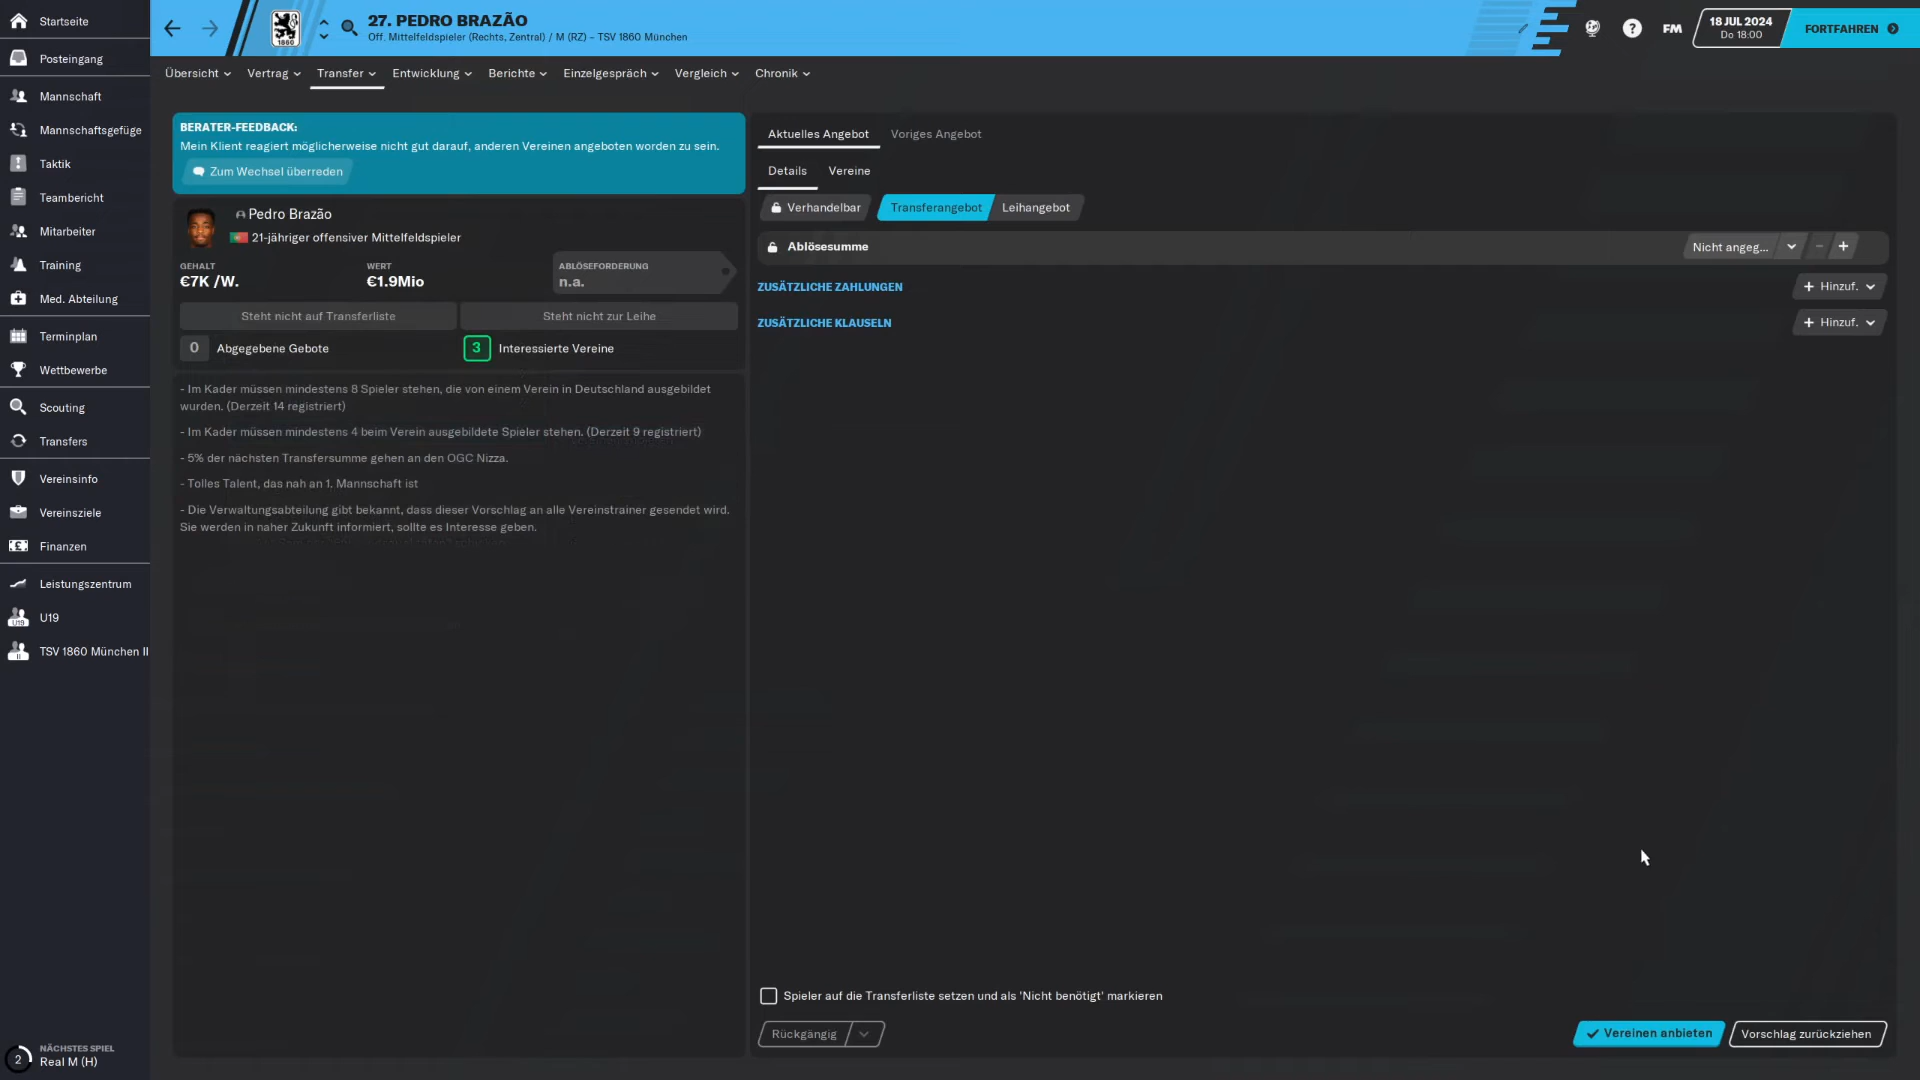 Startseite
Posteingang
Mannschaft
Mannschaftsgefüge
Taktik
Teambericht
Mitarbeiter
Training
Med. Abteilung
Terminplan
Wettbewerbe
Scouting
Transfers
Vereinsinfo
Vereinsziele
Finanzen
Leistungszentrum
U19
TSV 1860 München II
2
NÄCHSTES SPIEL
Real M (H)
1860
27. PEDRO BRAZÃO
Off. Mittelfeldspieler (Rechts, Zentral) / M (RZ) - TSV 1860 München
FM
18 JUL 2024
Do 18:00
FORTFAHREN
Übersicht
Vertrag
Transfer
Entwicklung
Berichte
Einzelgespräch
Vergleich
Chronik
BERATER-FEEDBACK:
Mein Klient reagiert möglicherweise nicht gut darauf, anderen Vereinen angeboten worden zu sein.
Zum Wechsel überreden
Pedro Brazão
21-jähriger offensiver Mittelfeldspieler
GEHALT
€7K /W.
WERT
€1.9Mio
ABLÖSEFORDERUNG
n.a.
Steht nicht auf Transferliste
Steht nicht zur Leihe
0 Abgegebene Gebote
3 Interessierte Vereine
- Im Kader müssen mindestens 8 Spieler stehen, die von einem Verein in Deutschland ausgebildet
wurden. (Derzeit 14 registriert)
- Im Kader müssen mindestens 4 beim Verein ausgebildete Spieler stehen. (Derzeit 9 registriert)
- 5% der nächsten Transfersumme gehen an den OGC Nizza.
- Tolles Talent, das nah an 1. Mannschaft ist
- Die Verwaltungsabteilung gibt bekannt, dass dieser Vorschlag an alle Vereinstrainer gesendet wird.
Sie werden in naher Zukunft informiert, sollte es Interesse geben.
Aktuelles Angebot
Voriges Angebot
Details
Vereine
Verhandelbar
Transferangebot
Leihangebot
Ablösesumme
Nicht angeg...
ZUSÄTZLICHE ZAHLUNGEN
+ Hinzuf.
ZUSÄTZLICHE KLAUSELN
+ Hinzuf.
Spieler auf die Transferliste setzen und als 'Nicht benötigt' markieren
Rückgängig
Vereinen anbieten
Vorschlag zurückziehen